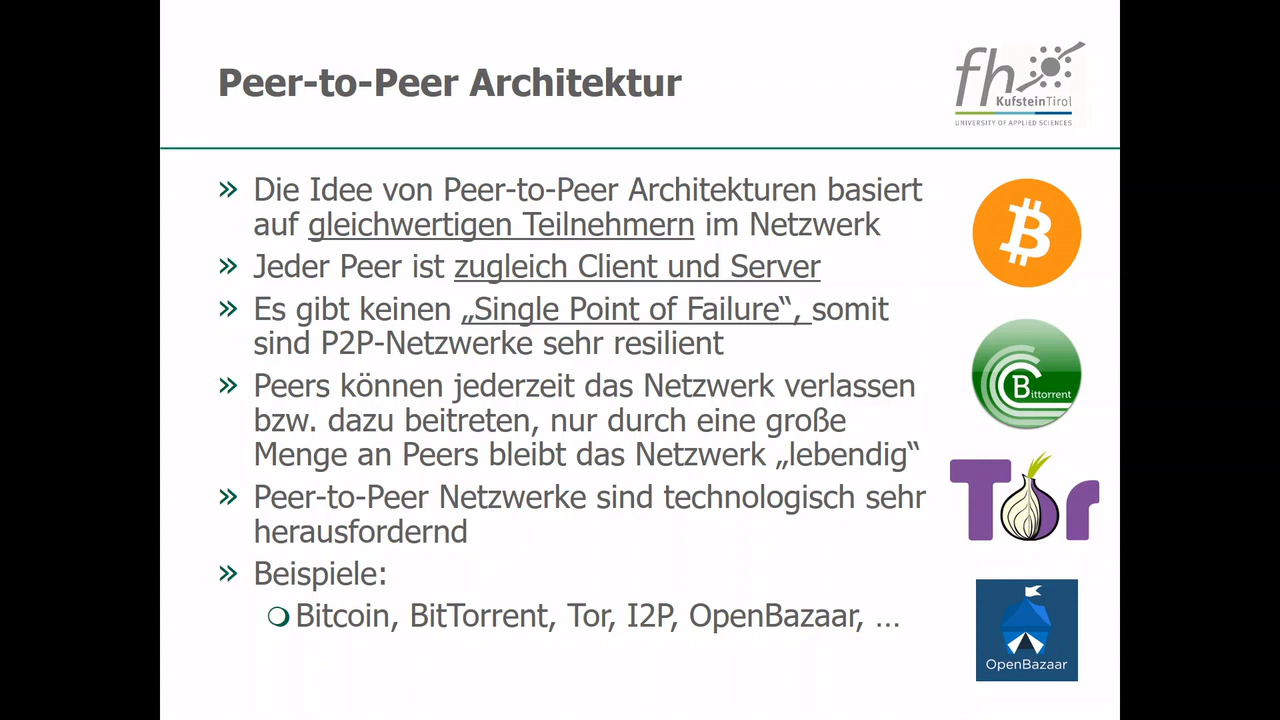 Peer-to-Peer Architektur
fh
KufsteinTirol
UNIVERSITY OF APPLIED SCIENCES
» Die Idee von Peer-to-Peer Architekturen basiert
auf gleichwertigen Teilnehmern im Netzwerk
» Jeder Peer ist zugleich Client und Server
» Es gibt keinen „Single Point of Failure“, somit
sind P2P-Netzwerke sehr resilient
» Peers können jederzeit das Netzwerk verlassen
bzw. dazu beitreten, nur durch eine große
Menge an Peers bleibt das Netzwerk „lebendig“
» Peer-to-Peer Netzwerke sind technologisch sehr
herausfordernd
» Beispiele:
❍ Bitcoin, BitTorrent, Tor, I2P, OpenBazaar, …
Bittorrent
Tor
OpenBazaar